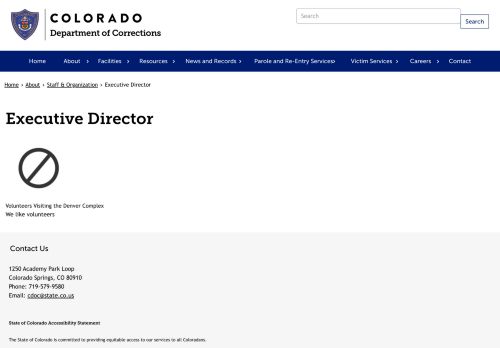 COLORADO
Department of Corrections
Search
Search
Home About › Facilities › Resources › News and Records › Parole and Re-Entry Services› Victim Services › Careers › Contact
Home › About › Staff & Organization › Executive Director
Executive Director
Volunteers Visiting the Denver Complex
We like volunteers
Contact Us
1250 Academy Park Loop
Colorado Springs, CO 80910
Phone: 719-579-9580
Email: cdoc@state.co.us
State of Colorado Accessibility Statement
The State of Colorado is committed to providing equitable access to our services to all Coloradans.